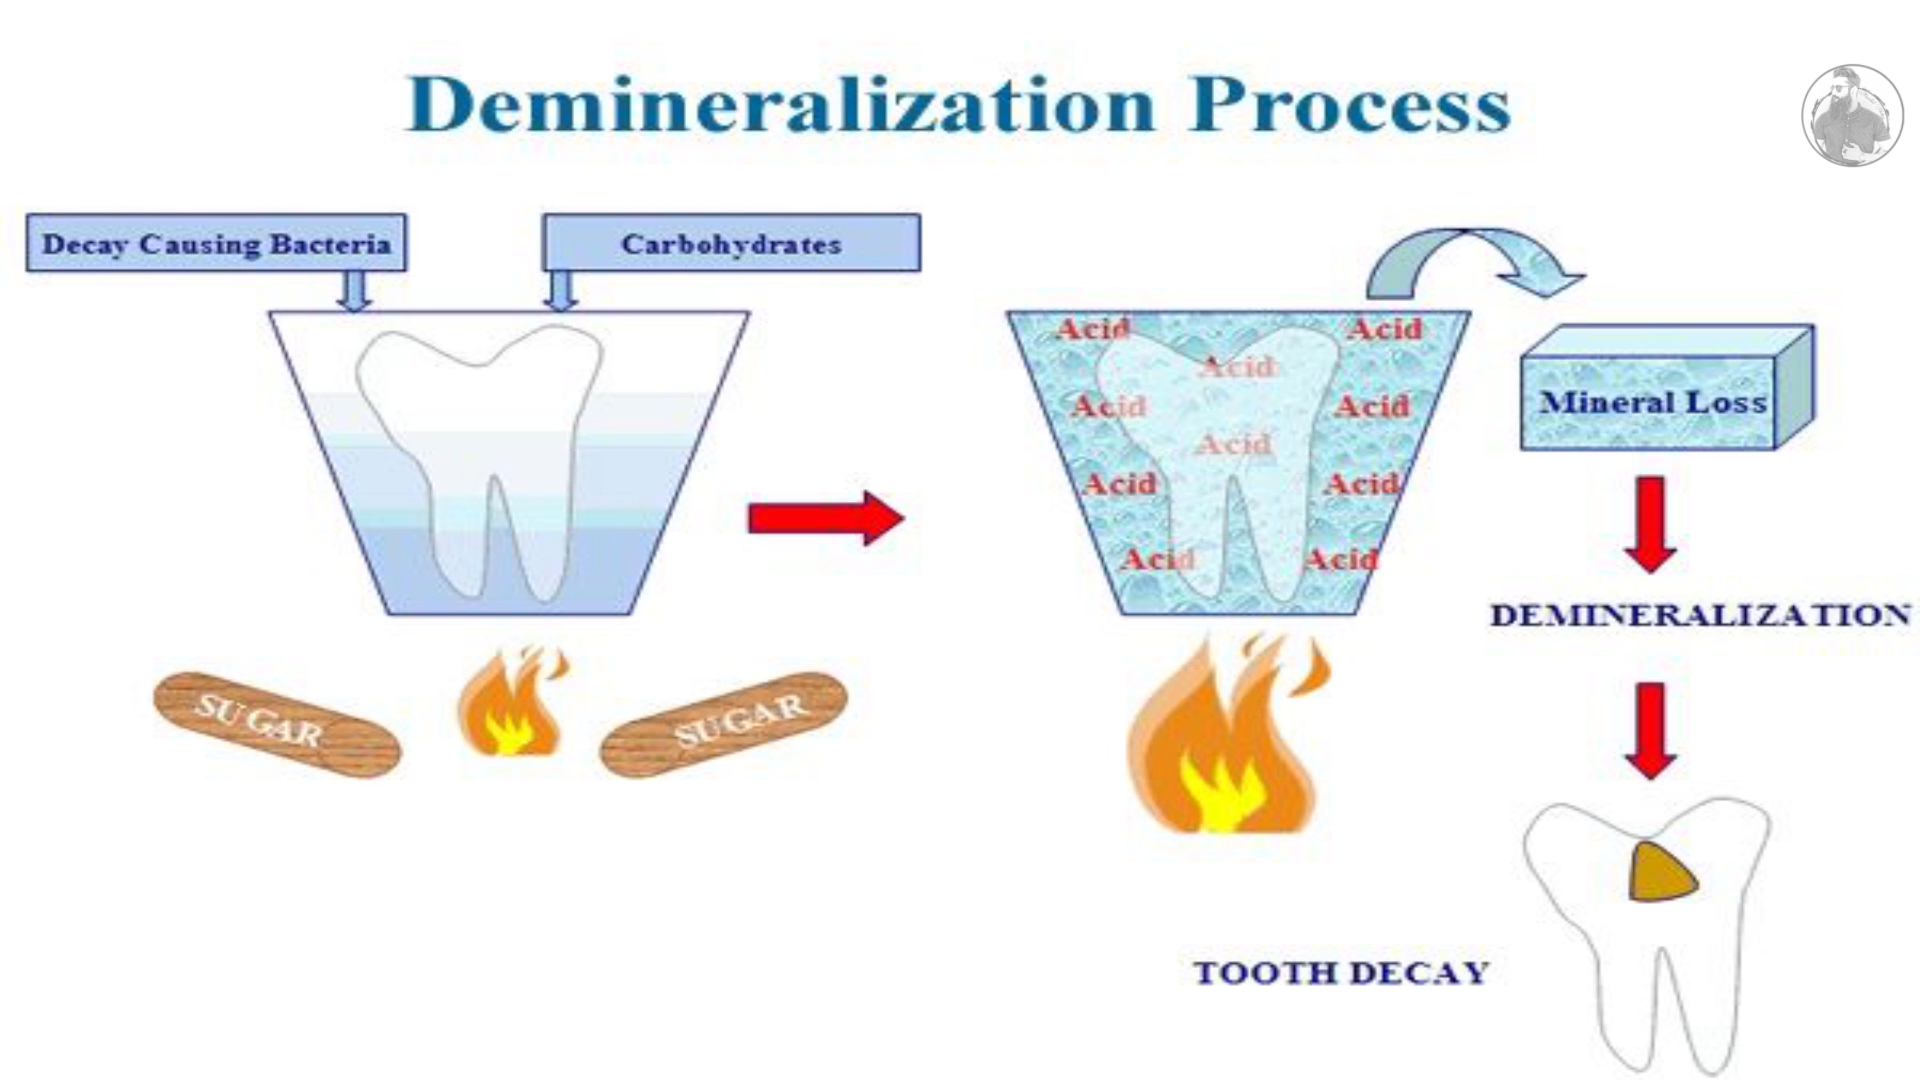 Demineralization Process
Decay Causing Bacteria
Carbohydrates
SUGAR
SUGAR
Acid
Acid
Acid
Acid
Acid
Acid
Acid
Acid
Acid
Acid
Mineral Loss
DEMINERALIZATION
TOOTH DECAY